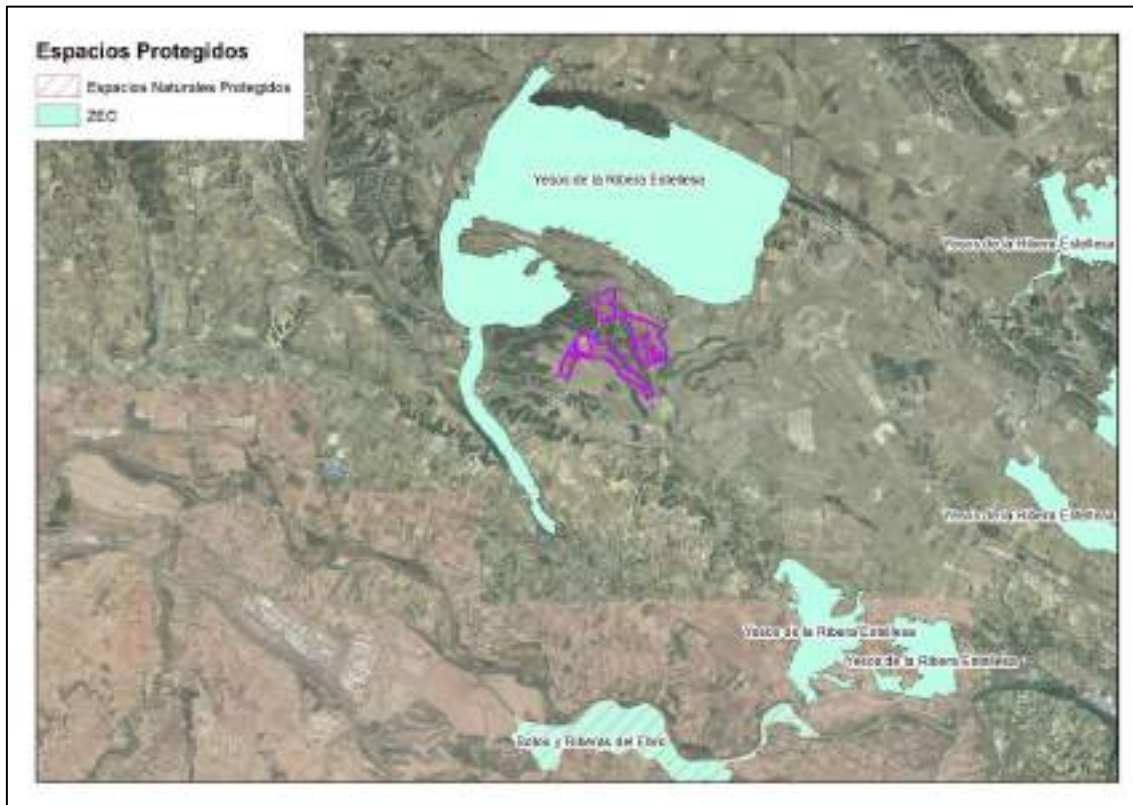 Espacios Protegidos
Espacios Naturales Protegidos
ZEC
Yesos de la Ribera Estellesa
Yesos de la Ribera Estellesa
Yesos de la Ribera Estellesa
Yesos de la Ribera Estellesa
Yesos de la Ribera Estellesa
Sotos y Riberas del Ebro